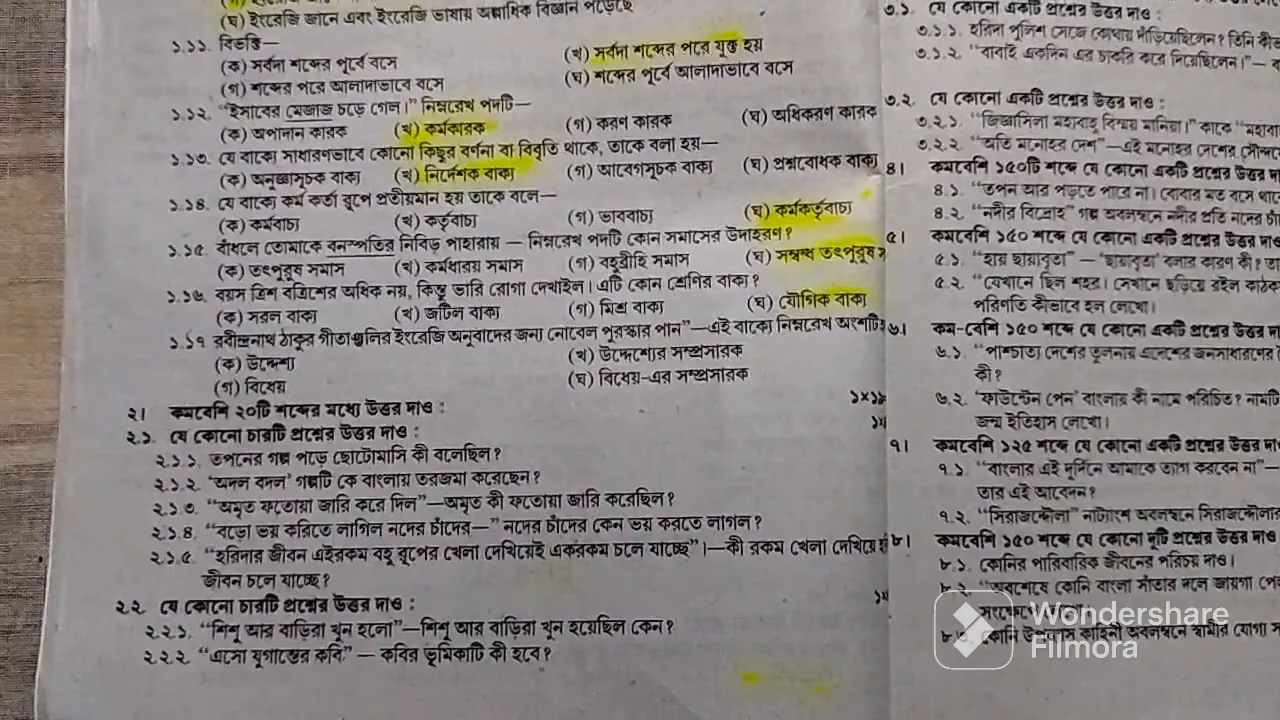 (ঘ) ইংরেজি জানে এবং ইংরেজি ভাষায় অল্পাধিক বিজ্ঞান পড়েছে
১.১১. বিভক্তি—
(ক) সর্বদা শব্দের পূর্বে বসে
(খ) সর্বদা শব্দের পরে যুক্ত হয়
(গ) শব্দের পরে আলাদাভাবে বসে
(ঘ) শব্দের পূর্বে আলাদাভাবে বসে
১.১২. "ইসাবের মেজাজ চড়ে গেল।" নিম্নরেখ পদটি—
(ক) অপাদান কারক (খ) কর্মকারক (গ) করণ কারক (ঘ) অধিকরণ কারক
১.১৩. যে বাক্যে সাধারণভাবে কোনো কিছুর বর্ণনা বা বিবৃতি থাকে, তাকে বলা হয়—
(ক) অনুজ্ঞাসূচক বাক্য (খ) নির্দেশক বাক্য (গ) আবেগসূচক বাক্য (ঘ) প্রশ্নবোধক বাক্য
১.১৪. যে বাক্যে কর্ম কর্তা রূপে প্রতীয়মান হয় তাকে বলে—
(ক) কর্মবাচ্য (খ) কর্তৃবাচ্য (গ) ভাববাচ্য (ঘ) কর্মকর্তৃবাচ্য
১.১৫. বাঁধলে তোমাকে বনস্পতির নিবিড় পাহারায় — নিম্নরেখ পদটি কোন সমাসের উদাহরণ?
(ক) তৎপুরুষ সমাস (খ) কর্মধারয় সমাস (গ) বহুব্রীহি সমাস (ঘ) সম্বন্ধ তৎপুরুষ
১.১৬. বয়স ত্রিশ বত্রিশের অধিক নয়, কিন্তু ভারি রোগা দেখাইল। এটি কোন শ্রেণির বাক্য?
(ক) সরল বাক্য (খ) জটিল বাক্য (গ) মিশ্র বাক্য (ঘ) যৌগিক বাক্য
১.১৭ রবীন্দ্রনাথ ঠাকুর গীতাঞ্জলির ইংরেজি অনুবাদের জন্য নোবেল পুরস্কার পান"—এই বাক্যে নিম্নরেখ অংশটি
(ক) উদ্দেশ্য (খ) উদ্দেশ্যের সম্প্রসারক
(গ) বিধেয় (ঘ) বিধেয়-এর সম্প্রসারক
২। কমবেশি ২০টি শব্দের মধ্যে উত্তর দাও :
২.১. যে কোনো চারটি প্রশ্নের উত্তর দাও :
২.১.১. তপনের গল্প পড়ে ছোটোমাসি কী বলেছিল?
২.১.২. 'অদল বদল' গল্পটি কে বাংলায় তরজমা করেছেন?
২.১.৩. "অমৃত ফতোয়া জারি করে দিল"—অমৃত কী ফতোয়া জারি করেছিল?
২.১.৪. "বড়ো ভয় করিতে লাগিল নদের চাঁদের—" নদের চাঁদের কেন ভয় করতে লাগল?
২.১.৫. "হরিদার জীবন এইরকম বহু রূপের খেলা দেখিয়েই একরকম চলে যাচ্ছে"।—কী রকম খেলা দেখিয়ে
জীবন চলে যাচ্ছে?
২.২ যে কোনো চারটি প্রশ্নের উত্তর দাও :
২.২.১. "শিশু আর বাড়িরা খুন হলো"—শিশু আর বাড়িরা খুন হয়েছিল কেন?
২.২.২. "এসো যুগান্তের কবি" — কবির ভূমিকাটি কী হবে?
৩.১. যে কোনো একটি প্রশ্নের উত্তর দাও :
৩.১.১. হরিদা পুলিশ সেজে কোথায় দাঁড়িয়েছিলেন? তিনি
৩.১.২. "বাবাই একদিন এর চাকরি করে দিয়েছিলেন।"—
৩.২. যে কোনো একটি প্রশ্নের উত্তর দাও :
৩.২.১. "জিজ্ঞাসিলা মহাবাহু বিস্ময় মানিয়া।" কাকে
৩.২.২. "অতি মনোহর দেশ"—এই মনোহর দেশের
৪। কমবেশি ১৫০টি শব্দে যে কোনো একটি প্রশ্নের উত্তর
৪.১. "তপন আর পড়তে পারে না। বোবার মত বসে
৪.২. "নদীর বিদ্রোহ" গল্প অবলম্বনে নদীর প্রতি নদের
৫। কমবেশি ১৫০ শব্দে যে কোনো একটি প্রশ্নের উত্তর
৫.১. "হায় ছায়াবৃতা" — 'ছায়াবৃতা' বলার কারণ কী?
৫.২. "যেখানে ছিল শহর। সেখানে ছড়িয়ে রইল
পরিণতি কীভাবে হল লেখো।
৬। কম-বেশি ১৫০ শব্দে যে কোনো একটি প্রশ্নের উত্তর
৬.১. "পাশ্চাত্য দেশের তুলনায় এদেশের জনসাধারণের
কী?
৬.২. 'ফাউন্টেন পেন' বাংলায় কী নামে পরিচিত? নামটি
জন্ম ইতিহাস লেখো।
৭। কমবেশি ১২৫ শব্দে যে কোনো একটি প্রশ্নের উত্তর
৭.১. "বাংলার এই দুর্দিনে আমাকে ত্যাগ করবেন না"—
তার এই আবেদন?
৭.২. "সিরাজদ্দৌলা" নাট্যাংশ অবলম্বনে
৮। কমবেশি ১৫০ শব্দে যে কোনো দুটি প্রশ্নের উত্তর দাও
৮.১. কোনির পারিবারিক জীবনের পরিচয় দাও।
৮.২. "অবশেষে কোনি বাংলা সাঁতার দলে জায়গা
৮.৩. কোনি উপন্যাস কাহিনী অবলম্বনে স্বামীর যোগ্য
Wondershare
Filmora